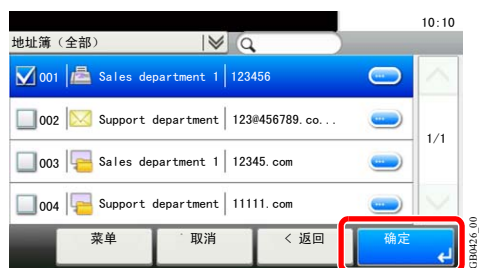 10:10
地址簿（全部）
001 Sales department 1 123456
002 Support department 123@456789.co...
003 Sales department 1 12345.com
004 Support department 11111.com
1/1
菜单 取消 < 返回 确定
GB0426_00